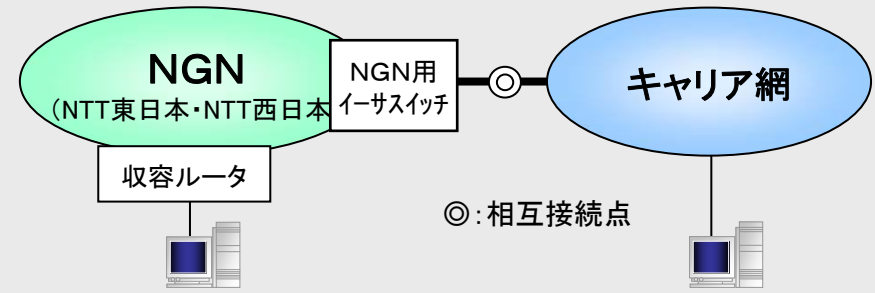 NGN
(NTT東日本・NTT西日本
NGN用
イーサスイッチ
キャリア網
収容ルータ
◎:相互接続点